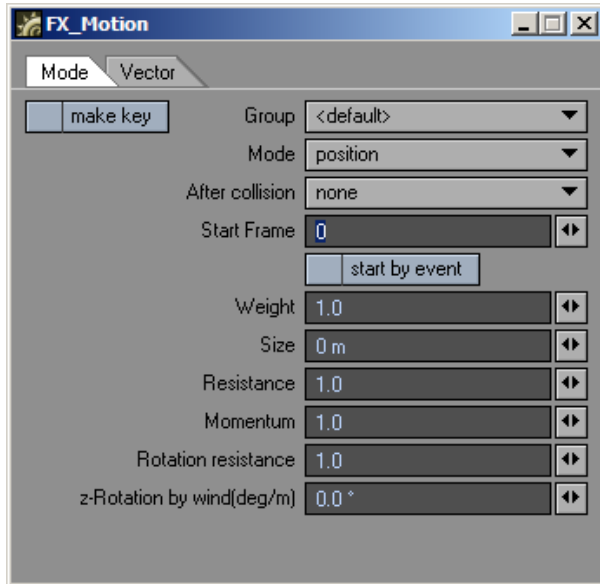 FX_Motion
Mode Vector
make key Group <default>
Mode position
After collision none
Start Frame 0
start by event
Weight 1.0
Size 0 m
Resistance 1.0
Momentum 1.0
Rotation resistance 1.0
z-Rotation by wind(deg/m) 0.0 °